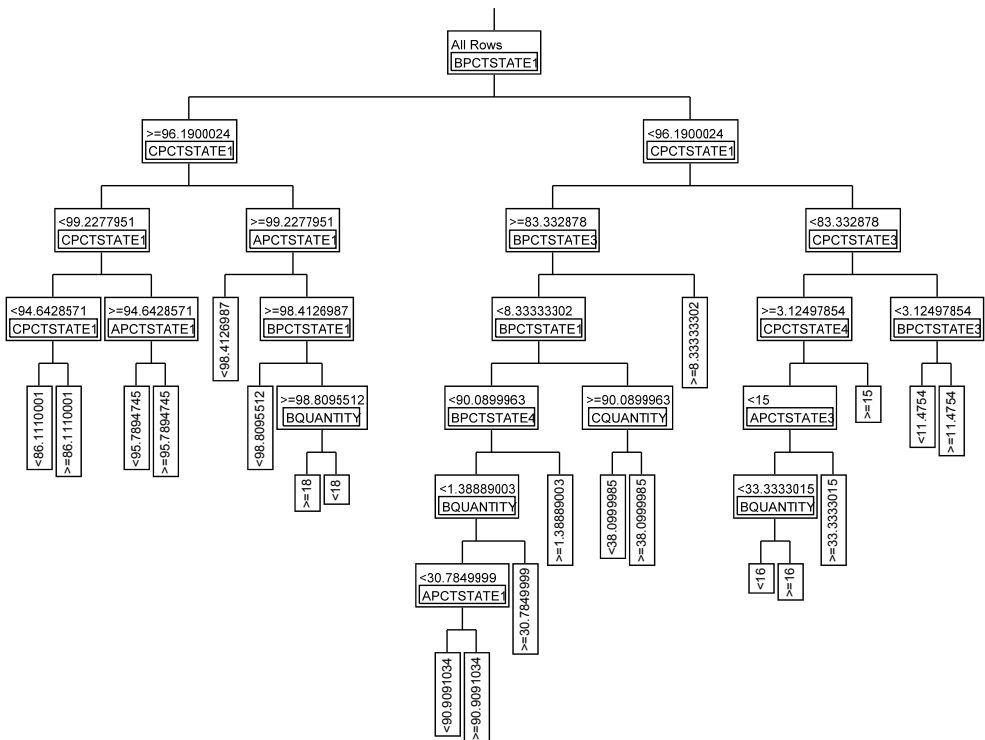 All Rows
BPCTSTATE1
>=96.1900024
CPCTSTATE1
<96.1900024
CPCTSTATE1
<99.2277951
CPCTSTATE1
>=99.2277951
APCTSTATE1
>=83.332878
BPCTSTATE3
<83.332878
CPCTSTATE3
<94.6428571
CPCTSTATE1
>=94.6428571
APCTSTATE1
<98.4126987
>=98.4126987
BPCTSTATE1
<8.33333302
BPCTSTATE1
>=8.33333302
>=3.12497854
CPCTSTATE4
<3.12497854
BPCTSTATE3
<86.1110001
>=86.1110001
<95.7894745
>=95.7894745
<98.8095512
>=98.8095512
BQUANTITY
<90.0899963
BPCTSTATE4
>=90.0899963
CQUANTITY
<15
APCTSTATE3
>=15
<11.4754
>=11.4754
>=18
<18
<1.38889003
BQUANTITY
>=1.38889003
<38.0999985
>=38.0999985
<33.3333015
BQUANTITY
>=33.3333015
<30.7849999
APCTSTATE1
>=30.7849999
<16
>=16
<90.9091034
>=90.9091034